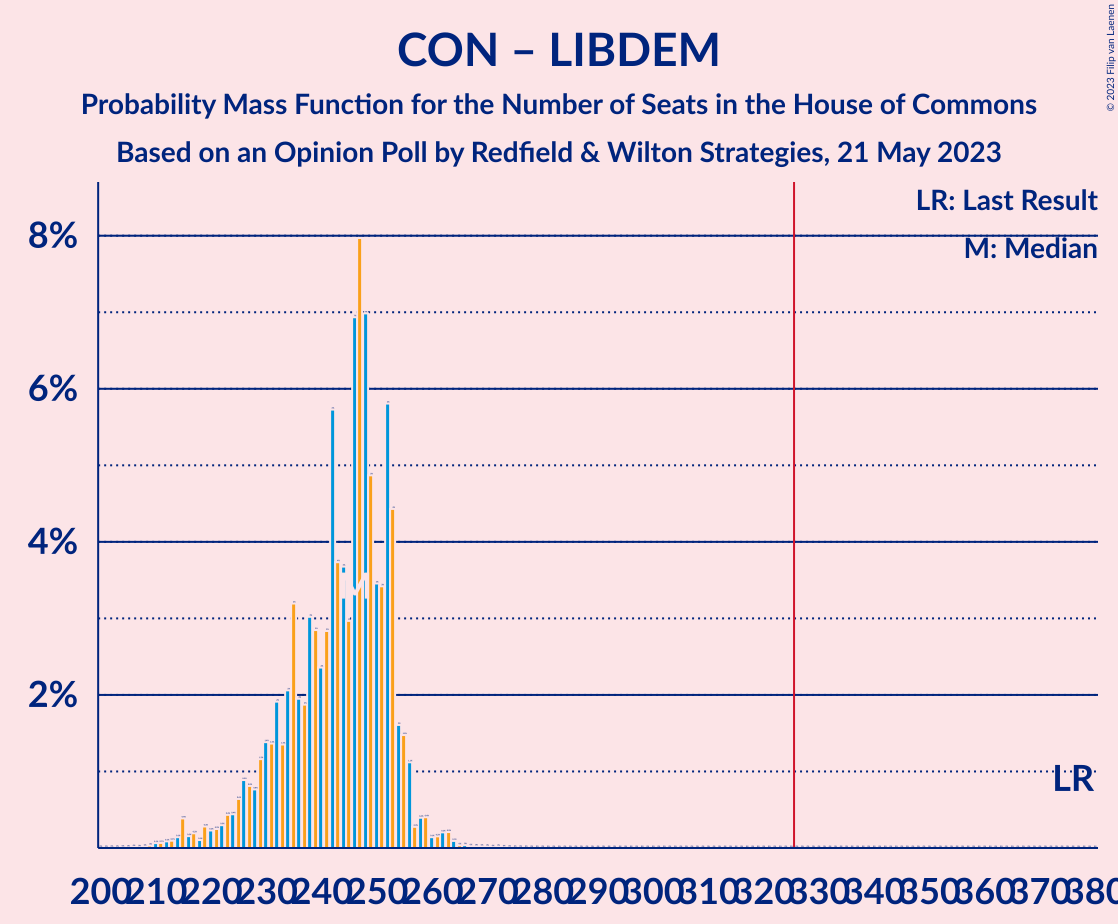 CON – LIBDEM
Probability Mass Function for the Number of Seats in the House of Commons
Based on an Opinion Poll by Redfield & Wilton Strategies, 21 May 2023
© 2023 Filip van Laenen
LR: Last Result
M: Median
8%
6%
4%
2%
M
LR
200 210 220 230 240 250 260 270 280 290 300 310 320 330 340 350 360 370 380